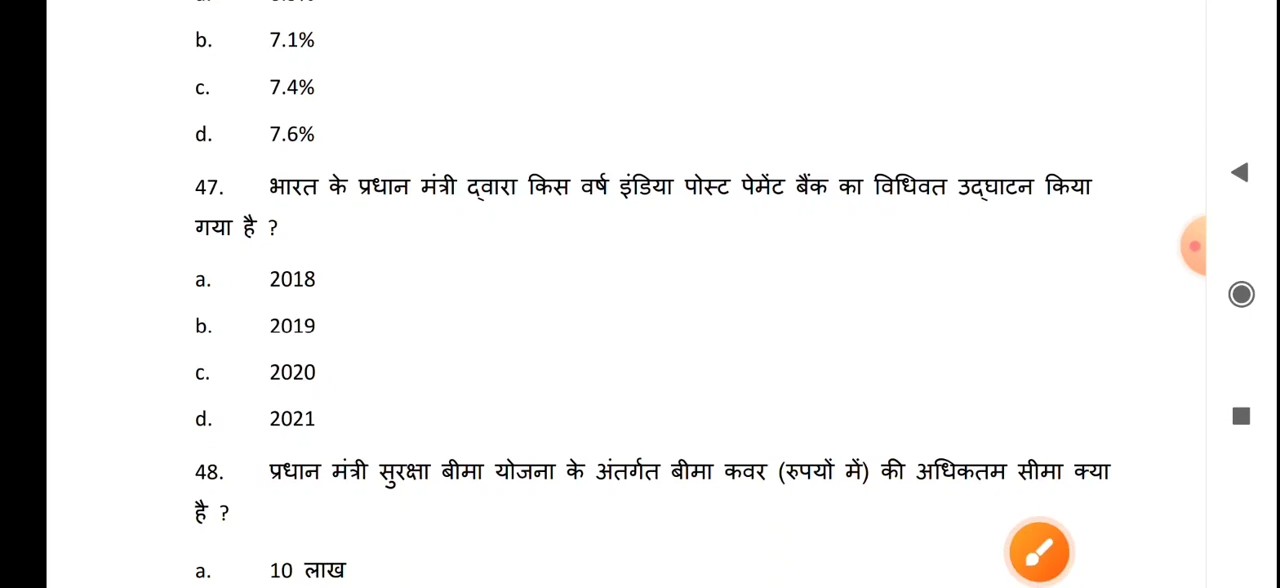 b. 7.1%
c. 7.4%
d. 7.6%
47. भारत के प्रधान मंत्री द्वारा किस वर्ष इंडिया पोस्ट पेमेंट बैंक का विधिवत उद्घाटन किया
गया है ?
a. 2018
b. 2019
c. 2020
d. 2021
48. प्रधान मंत्री सुरक्षा बीमा योजना के अंतर्गत बीमा कवर (रुपयों में) की अधिकतम सीमा क्या
है ?
a. 10 लाख